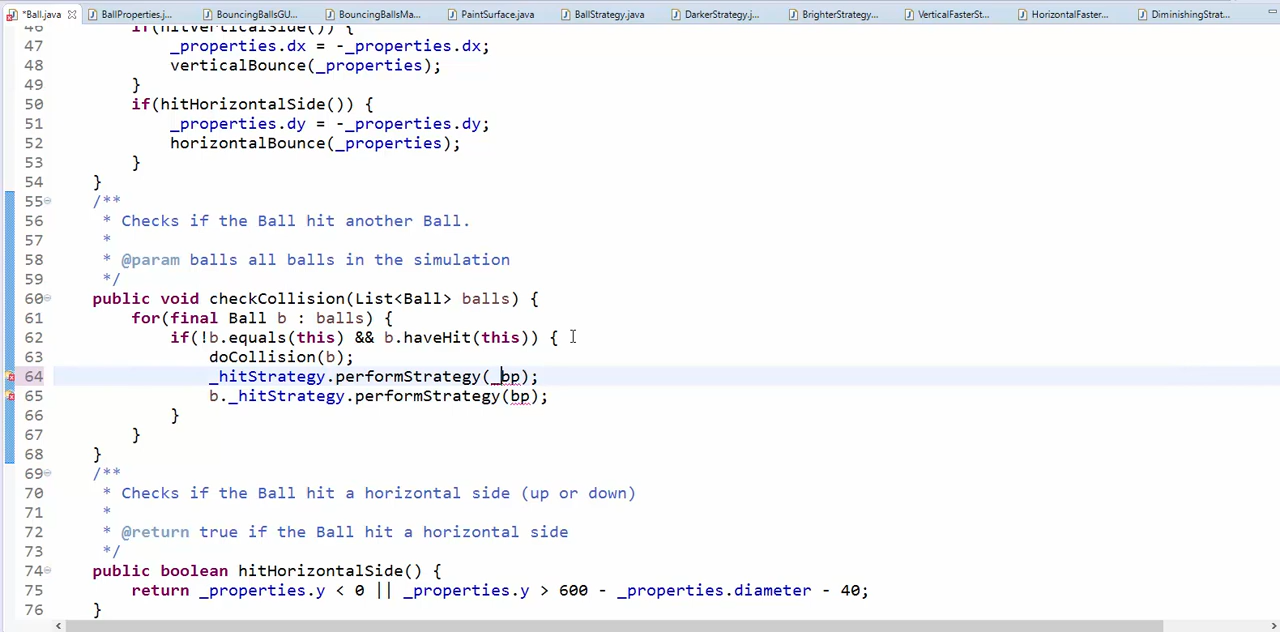 *Ball.java BallProperties.j... BouncingBallsGU... BouncingBallsMa... PaintSurface.java BallStrategy.java DarkerStrategy.j... BrighterStrategy... VerticalFasterSt... HorizontalFaster... DiminishingStrat...
46 if(hitVerticalSide()) {
47 _properties.dx = -_properties.dx;
48 verticalBounce(_properties);
49 }
50 if(hitHorizontalSide()) {
51 _properties.dy = -_properties.dy;
52 horizontalBounce(_properties);
53 }
54 }
55 /**
56 * Checks if the Ball hit another Ball.
57 *
58 * @param balls all balls in the simulation
59 */
60 public void checkCollision(List<Ball> balls) {
61 for(final Ball b : balls) {
62 if(!b.equals(this) && b.haveHit(this)) {
63 doCollision(b);
64 _hitStrategy.performStrategy(_bp);
65 b._hitStrategy.performStrategy(bp);
66 }
67 }
68 }
69 /**
70 * Checks if the Ball hit a horizontal side (up or down)
71 *
72 * @return true if the Ball hit a horizontal side
73 */
74 public boolean hitHorizontalSide() {
75 return _properties.y < 0 || _properties.y > 600 - _properties.diameter - 40;
76 }